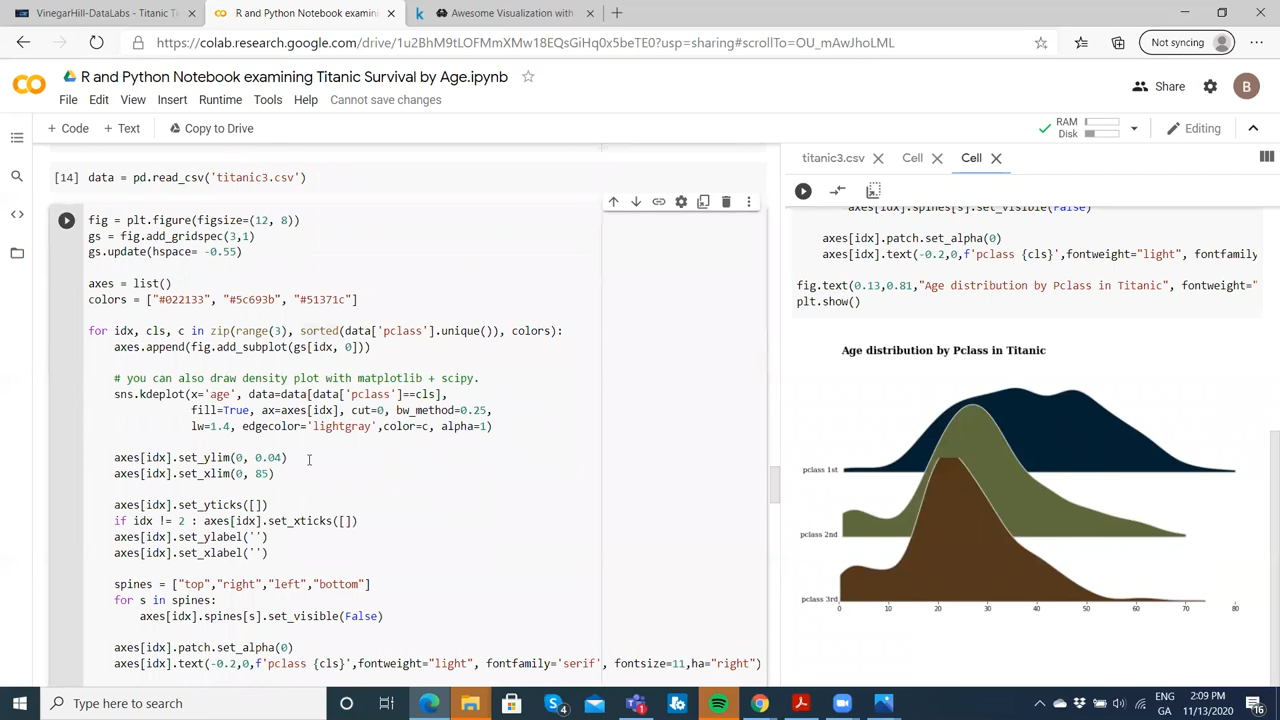 VinegarHill-DataLabs - Titanic T
R and Python Notebook examinin
Awesome Visualization with
https://colab.research.google.com/drive/1u2BhM9tLOFMmXMw18EQsGiHq0x5beTE0?usp=sharing#scrollTo=OU_mAwJhoLML
Not syncing
R and Python Notebook examining Titanic Survival by Age.ipynb
File Edit View Insert Runtime Tools Help Cannot save changes
Share
B
+ Code + Text Copy to Drive
RAM
Disk
Editing
titanic3.csv
Cell
Cell
[14] data = pd.read_csv('titanic3.csv')
fig = plt.figure(figsize=(12, 8))
gs = fig.add_gridspec(3,1)
gs.update(hspace= -0.55)
axes = list()
colors = ["#022133", "#5c693b", "#51371c"]
for idx, cls, c in zip(range(3), sorted(data['pclass'].unique()), colors):
axes.append(fig.add_subplot(gs[idx, 0]))
# you can also draw density plot with matplotlib + scipy.
sns.kdeplot(x='age', data=data[data['pclass']==cls],
fill=True, ax=axes[idx], cut=0, bw_method=0.25,
lw=1.4, edgecolor='lightgray',color=c, alpha=1)
axes[idx].set_ylim(0, 0.04)
axes[idx].set_xlim(0, 85)
axes[idx].set_yticks([])
if idx != 2 : axes[idx].set_xticks([])
axes[idx].set_ylabel('')
axes[idx].set_xlabel('')
spines = ["top","right","left","bottom"]
for s in spines:
axes[idx].spines[s].set_visible(False)
axes[idx].patch.set_alpha(0)
axes[idx].text(-0.2,0,f'pclass {cls}',fontweight="light", fontfamily='serif', fontsize=11,ha="right")
axes[idx].spines[s].set_visible(False)
axes[idx].patch.set_alpha(0)
axes[idx].text(-0.2,0,f'pclass {cls}',fontweight="light", fontfamily
fig.text(0.13,0.81,"Age distribution by Pclass in Titanic", fontweight="
plt.show()
Age distribution by Pclass in Titanic
pclass 1st
pclass 2nd
pclass 3rd
0 10 20 30 40 50 60 70 80
Type here to search
4
ENG
GA
2:09 PM
11/13/2020